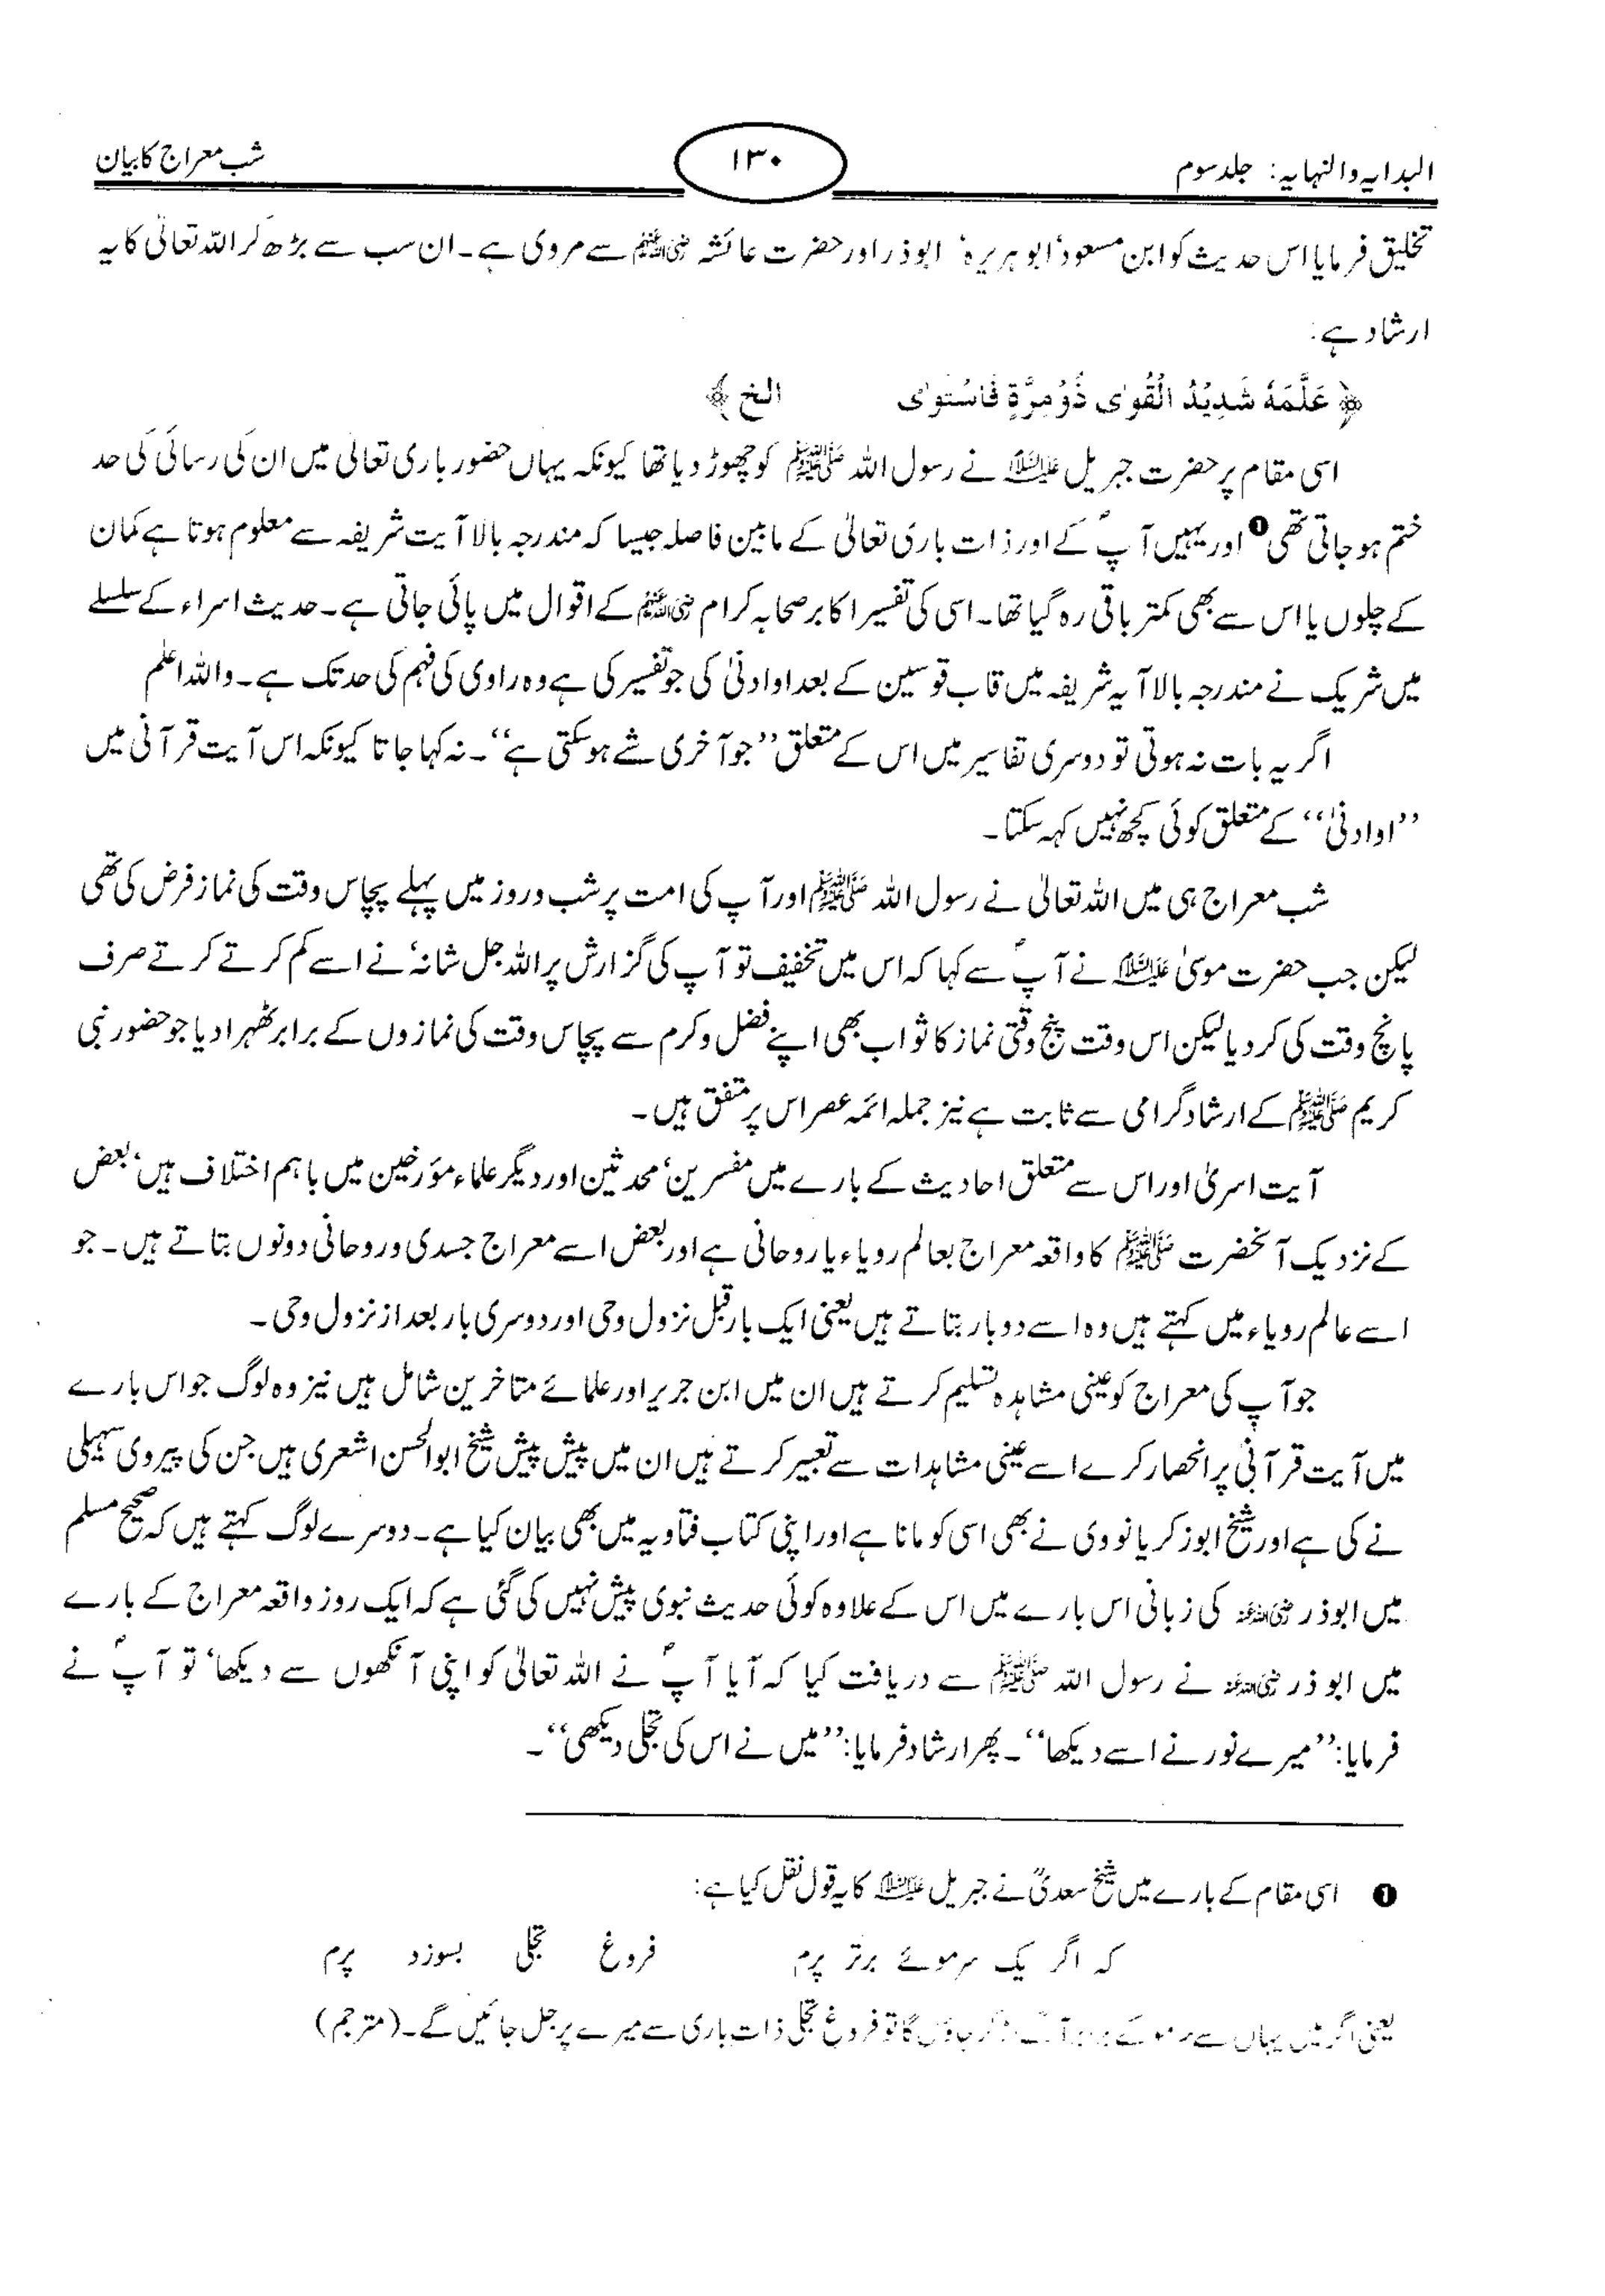 البدایہ والنہایہ: جلد سوم
۱۳۰
شب معراج کا بیان
تخلیق فرمایا اس حدیث کو ابن مسعود‘ ابو ہریرہ‘ ابوذر اور حضرت عائشہ رضی اللہ عنہم سے مروی ہے۔ ان سب سے بڑھ کر اللہ تعالیٰ کا یہ
ارشاد ہے:
﴿ عَلَّمَهٗ شَدِيْدُ الْقُوٰى ذُوْ مِرَّةٍ فَاسْتَوٰى الخ ﴾
اسی مقام پر حضرت جبریل علیہ السلام نے رسول اللہ ﷺ کو چھوڑ دیا تھا کیونکہ یہاں حضور باری تعالیٰ میں ان کی رسائی کی حد
ختم ہو جاتی تھی❶ اور یہیں آپؐ کے اور ذات باری تعالیٰ کے مابین فاصلہ جیسا کہ مندرجہ بالا آیت شریفہ سے معلوم ہوتا ہے کمان
کے چلوں یا اس سے بھی کمتر باقی رہ گیا تھا۔ اسی کی تفسیر اکابر صحابہ کرام رضی اللہ عنہم کے اقوال میں پائی جاتی ہے۔ حدیث اسراء کے سلسلے
میں شریک نے مندرجہ بالا آیہ شریفہ میں قاب قوسین کے بعد او ادنیٰ کی جو تفسیر کی ہے وہ راوی کی فہم کی حد تک ہے۔ واللہ اعلم
اگر یہ بات نہ ہوتی تو دوسری تفاسیر میں اس کے متعلق ’’جو آخری شے ہو سکتی ہے‘‘۔ نہ کہا جاتا کیونکہ اس آیت قرآنی میں
’’او ادنیٰ‘‘ کے متعلق کوئی کچھ نہیں کہہ سکتا۔
شب معراج ہی میں اللہ تعالیٰ نے رسول اللہ ﷺ اور آپ کی امت پر شب و روز میں پہلے پچاس وقت کی نماز فرض کی تھی
لیکن جب حضرت موسیٰ علیہ السلام نے آپؐ سے کہا کہ اس میں تخفیف تو آپ کی گزارش پر اللہ جل شانہ‘ نے اسے کم کرتے کرتے صرف
پانچ وقت کی کر دیا لیکن اس وقت پنج وقتی نماز کا ثواب بھی اپنے فضل و کرم سے پچاس وقت کی نمازوں کے برابر ٹھہرا دیا جو حضور نبی
کریم ﷺ کے ارشاد گرامی سے ثابت ہے نیز جملہ ائمہ عصر اس پر متفق ہیں۔
آیت اسریٰ اور اس سے متعلق احادیث کے بارے میں مفسرین‘ محدثین اور دیگر علماء مؤرخین میں باہم اختلاف ہیں‘ بعض
کے نزدیک آنحضرت ﷺ کا واقعہ معراج بعالم رویاء یا روحانی ہے اور بعض اسے معراج جسدی و روحانی دونوں بتاتے ہیں۔ جو
اسے عالم رویاء میں کہتے ہیں وہ اسے دو بار بتاتے ہیں یعنی ایک بار قبل نزول وحی اور دوسری بار بعد از نزول وحی۔
جو آپ کی معراج کو عینی مشاہدہ تسلیم کرتے ہیں ان میں ابن جریر اور علمائے متاخرین شامل ہیں نیز وہ لوگ جو اس بارے
میں آیت قرآنی پر انحصار کرے اسے عینی مشاہدات سے تعبیر کرتے ہیں ان میں پیش پیش شیخ ابوالحسن اشعری ہیں جن کی پیروی سہیلی
نے کی ہے اور شیخ ابوزکریا نووی نے بھی اسی کو مانا ہے اور اپنی کتاب فتاویہ میں بھی بیان کیا ہے۔ دوسرے لوگ کہتے ہیں کہ صحیح مسلم
میں ابوذر رضی اللہ عنہ کی زبانی اس بارے میں اس کے علاوہ کوئی حدیث نبوی پیش نہیں کی گئی ہے کہ ایک روز واقعہ معراج کے بارے
میں ابوذر رضی اللہ عنہ نے رسول اللہ ﷺ سے دریافت کیا کہ آیا آپؐ نے اللہ تعالیٰ کو اپنی آنکھوں سے دیکھا‘ تو آپؐ نے
فرمایا: ’’میرے نور نے اسے دیکھا‘‘۔ پھر ارشاد فرمایا: ’’میں نے اس کی تجلی دیکھی‘‘۔
❶ اسی مقام کے بارے میں شیخ سعدیؒ نے جبریل علیہ السلام کا یہ قول نقل کیا ہے:
کہ اگر یک سر موئے برتر پرم فروغ تجلی بسوزد پرم
یعنی اگر میں یہاں سے جاؤں گا تو فروغ تجلی ذات باری سے میرے پر جل جائیں گے۔ (مترجم)